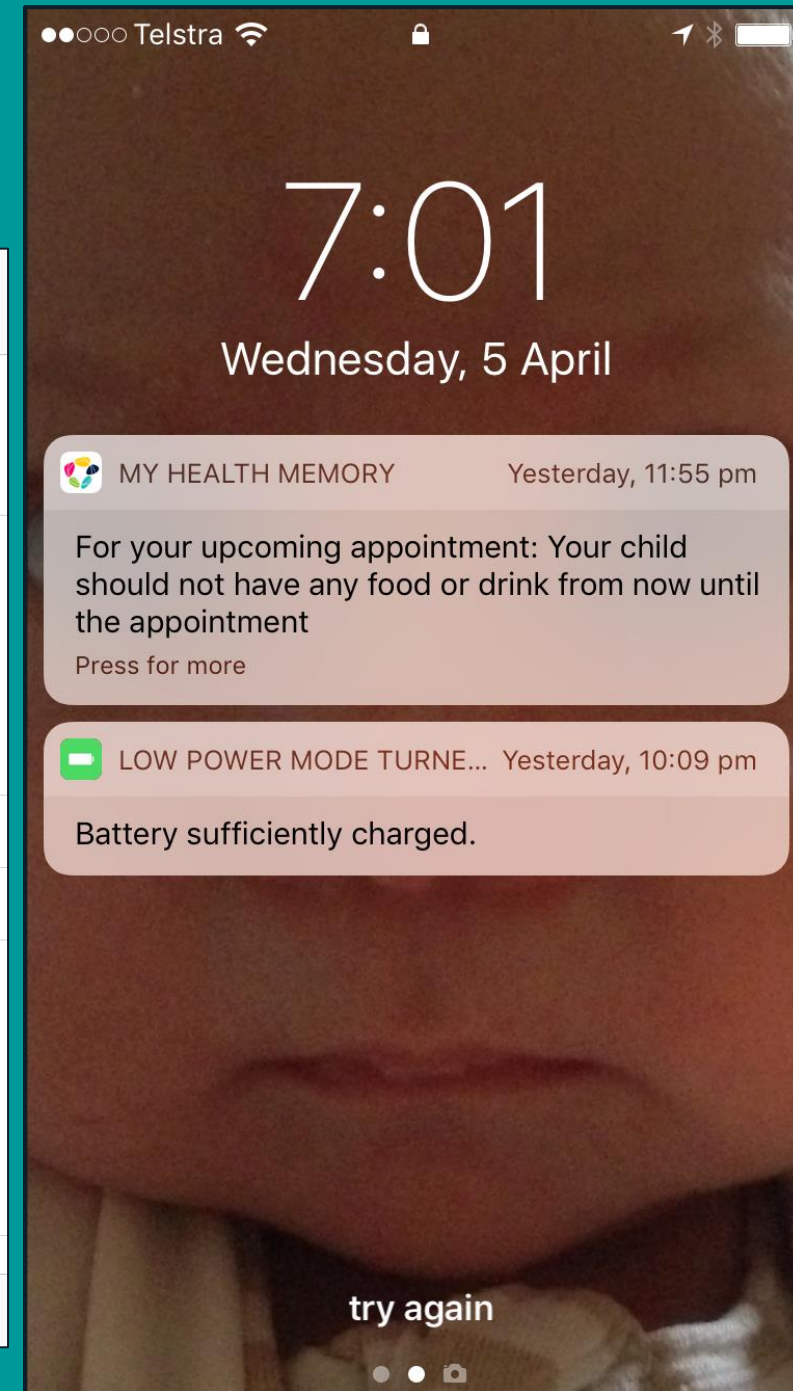 Telstra
7:01
Wednesday, 5 April
MY HEALTH MEMORY Yesterday, 11:55 pm
For your upcoming appointment: Your child
should not have any food or drink from now until
the appointment
Press for more
LOW POWER MODE TURNE... Yesterday, 10:09 pm
Battery sufficiently charged.
try again